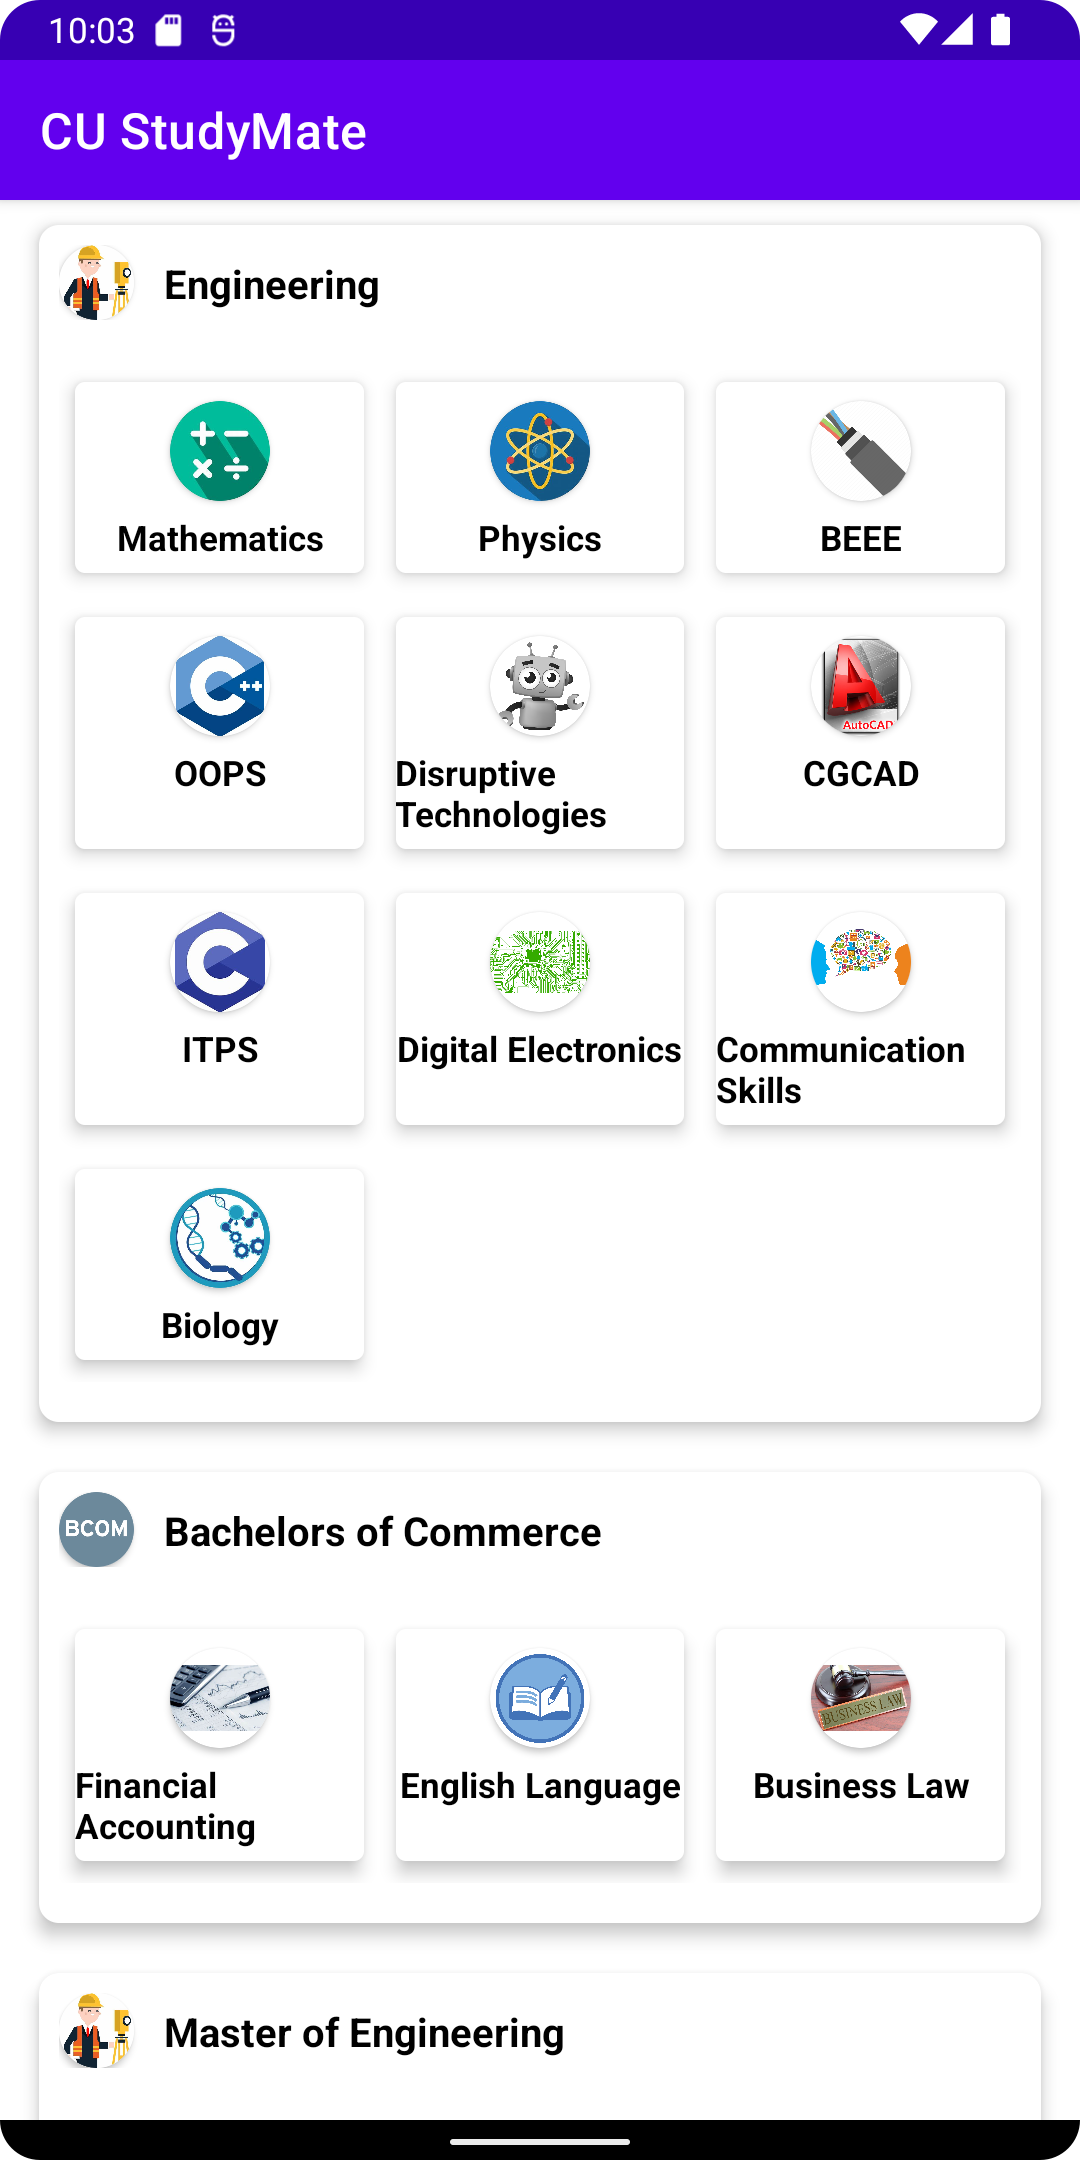 10:03
CU StudyMate
Engineering
Mathematics
Physics
BEEE
OOPS
Disruptive
Technologies
CGCAD
AutoCAD
ITPS
Digital Electronics
Communication
Skills
Biology
BCOM
Bachelors of Commerce
Financial
Accounting
English Language
BUSINESS LAW
Business Law
Master of Engineering